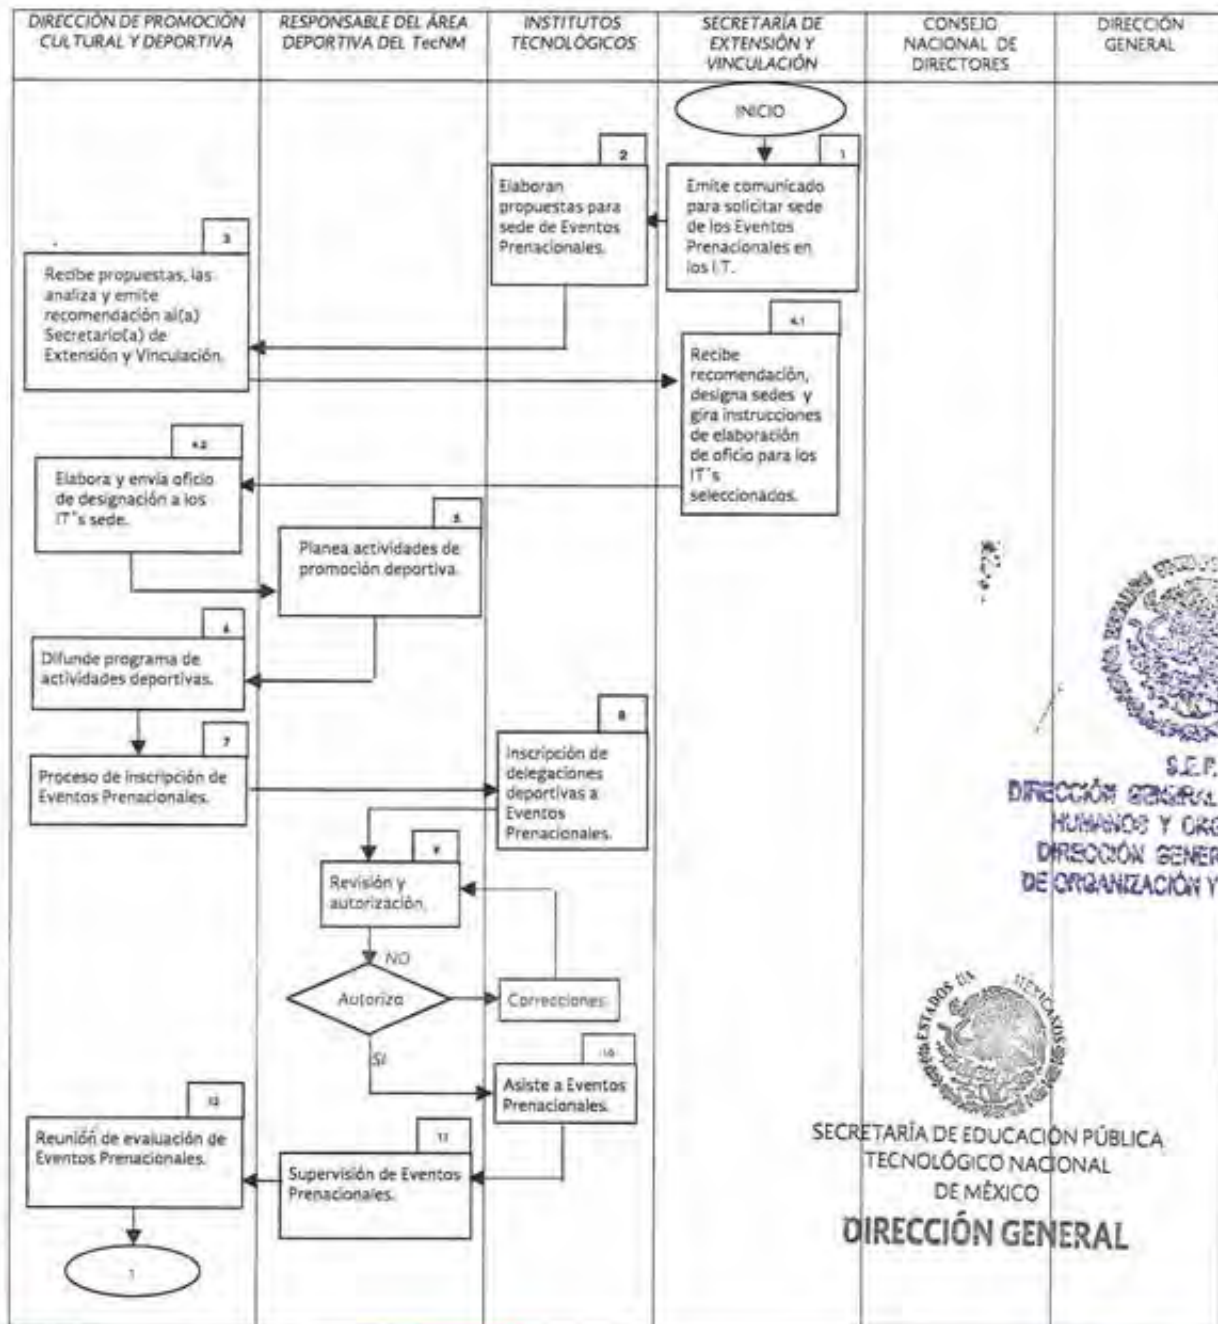 DIRECCIÓN DE PROMOCIÓN
CULTURAL Y DEPORTIVA
RESPONSABLE DEL ÁREA
DEPORTIVA DEL TecNM
INSTITUTOS
TECNOLÓGICOS
SECRETARÍA DE
EXTENSIÓN Y
VINCULACIÓN
CONSEJO
NACIONAL DE
DIRECTORES
DIRECCIÓN
GENERAL
INICIO
1
Emite comunicado
para solicitar sede
de los Eventos
Prenacionales en
los I.T.
2
Elaboran
propuestas para
sede de Eventos
Prenacionales.
3
Recibe propuestas, las
analiza y emite
recomendación al(a)
Secretario(a) de
Extensión y Vinculación.
4.1
Recibe
recomendación,
designa sedes y
gira instrucciones
de elaboración
de oficio para los
IT´s
seleccionados.
4.2
Elabora y envía oficio
de designación a los
IT´s sede.
5
Planea actividades de
promoción deportiva.
6
Difunde programa de
actividades deportivas.
7
Proceso de inscripción de
Eventos Prenacionales.
8
Inscripción de
delegaciones
deportivas a
Eventos
Prenacionales.
9
Revisión y
autorización.
NO
Autoriza
Correcciones
SI
10
Asiste a Eventos
Prenacionales.
11
Supervisión de Eventos
Prenacionales.
12
Reunión de evaluación de
Eventos Prenacionales.
1
S.E.P.
DIRECCIÓN GENERAL
HUMANOS Y ORG
DIRECCIÓN GENER
DE ORGANIZACIÓN Y
ESTADOS MEXICANOS
SECRETARÍA DE EDUCACIÓN PÚBLICA
TECNOLÓGICO NACIONAL
DE MÉXICO
DIRECCIÓN GENERAL